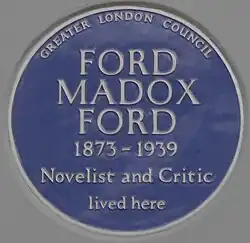 GREATER LONDON COUNCIL
FORD
MADOX
FORD
1873-1939
Novelist and Critic
lived here